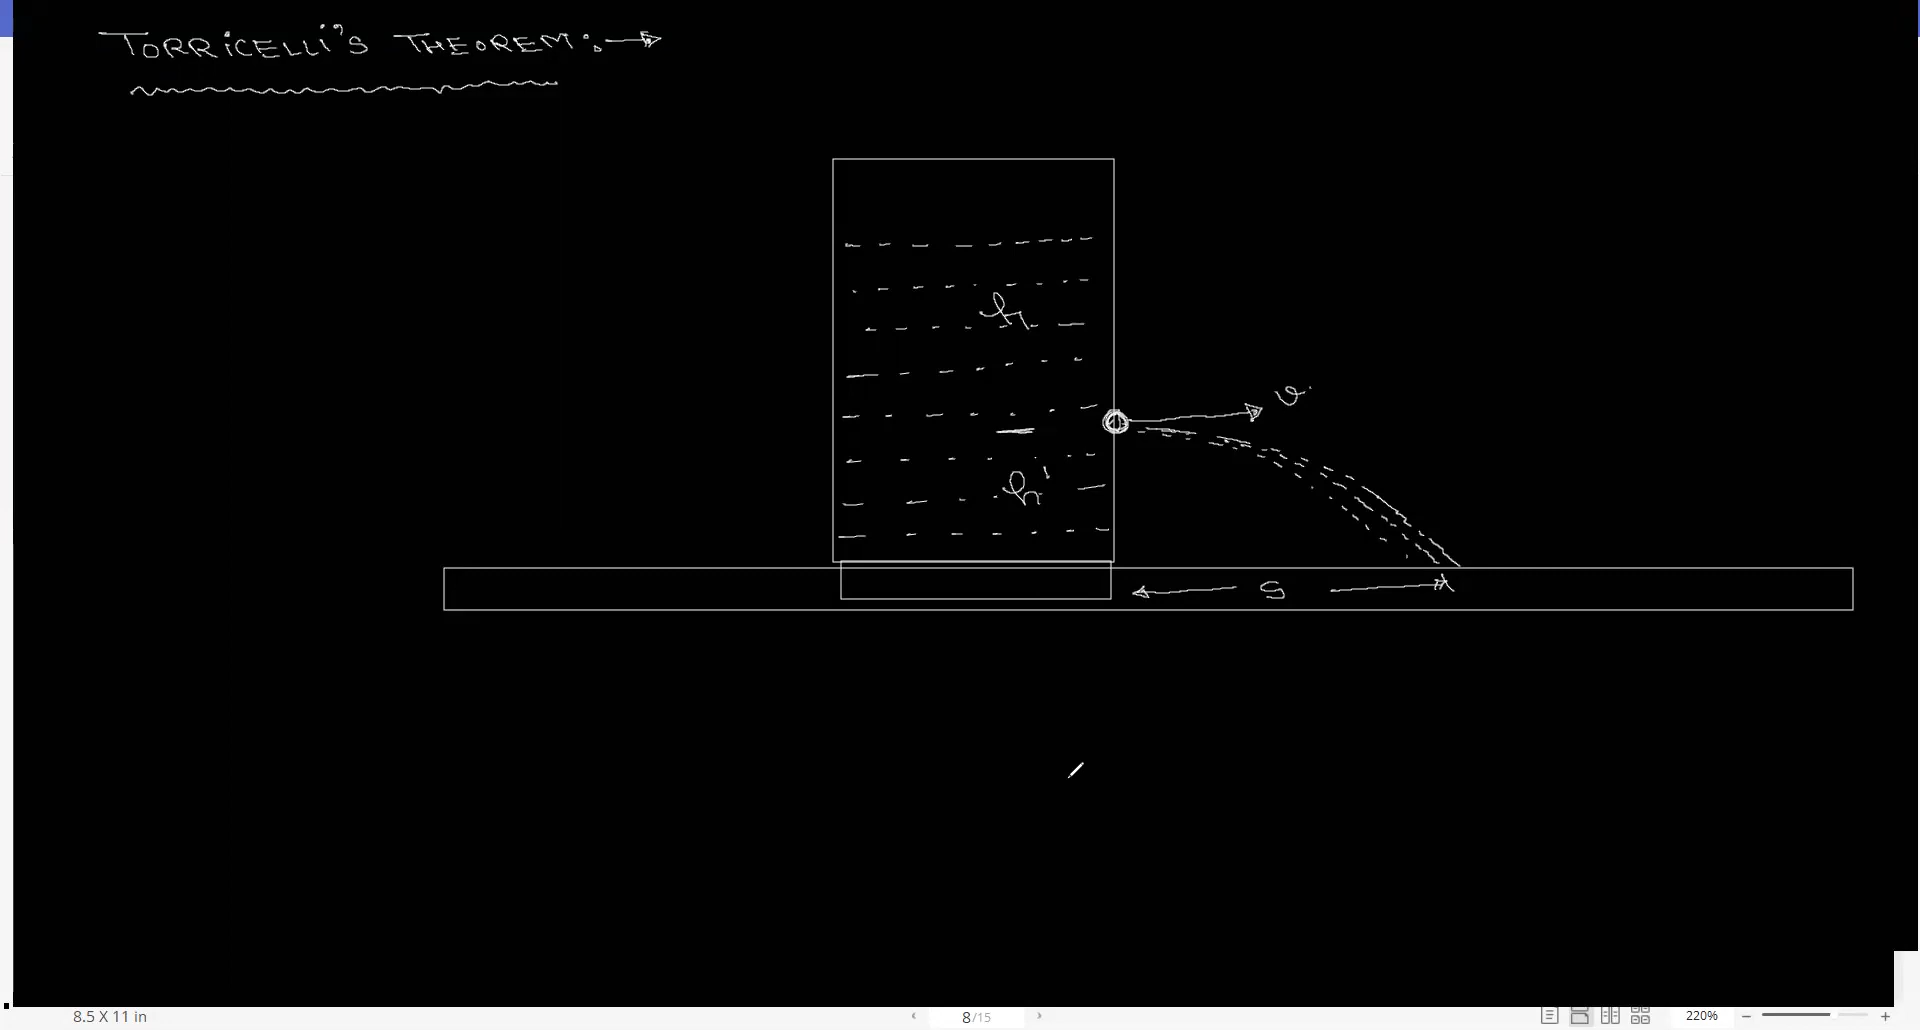 TORRiCELLi's THEOREM:→
h
v
h'
S
8.5 X 11 in
8/15
220%